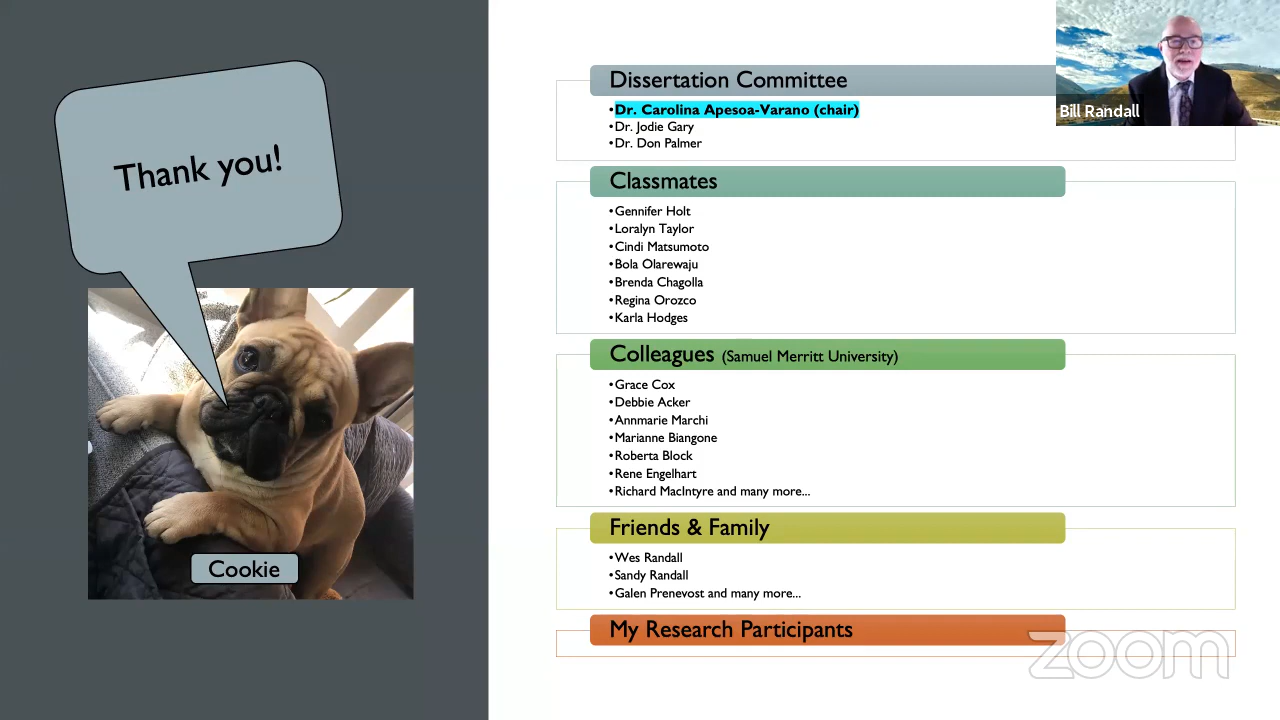 Thank you!
Cookie
Dissertation Committee
•Dr. Carolina Apesoa-Varano (chair)
•Dr. Jodie Gary
•Dr. Don Palmer
Classmates
•Gennifer Holt
•Loralyn Taylor
•Cindi Matsumoto
•Bola Olarewaju
•Brenda Chagolla
•Regina Orozco
•Karla Hodges
Colleagues (Samuel Merritt University)
•Grace Cox
•Debbie Acker
•Annmarie Marchi
•Marianne Biangone
•Roberta Block
•Rene Engelhart
•Richard MacIntyre and many more...
Friends & Family
•Wes Randall
•Sandy Randall
•Galen Prenevost and many more...
My Research Participants
Bill Randall
zoom